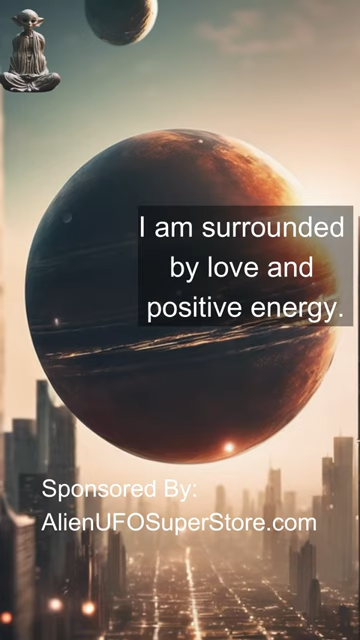 I am surrounded
by love and
positive energy.
Sponsored By:
AlienUFOSuperStore.com